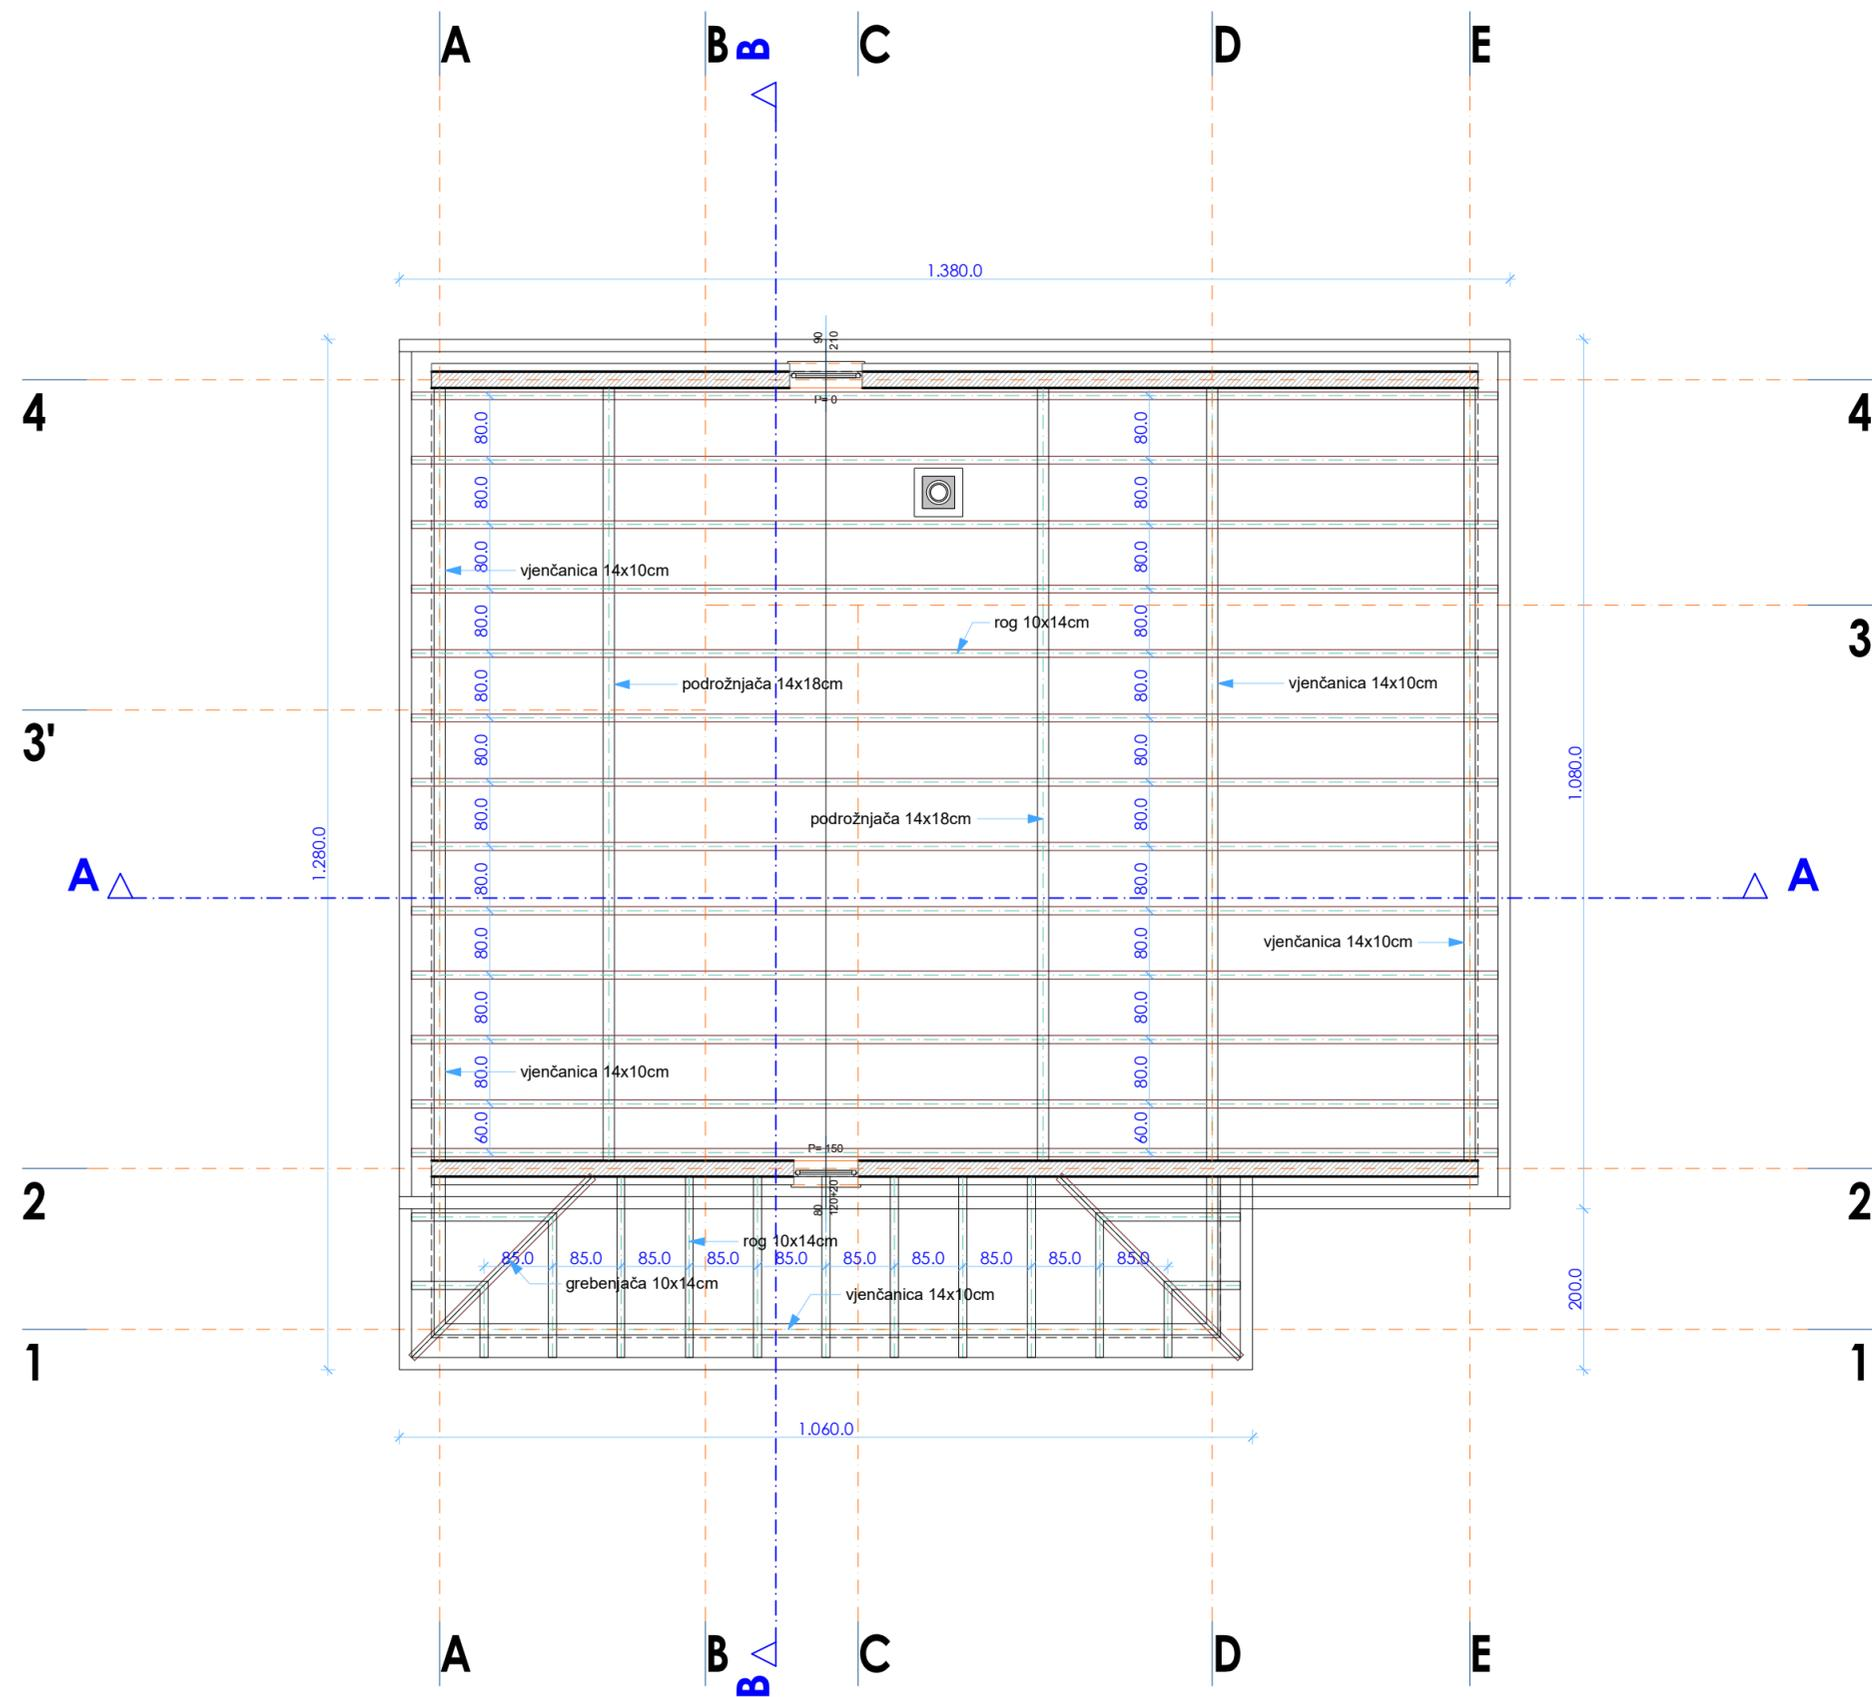 A B B C D E
1.380.0
90
210
4 4
P= 0
80.0 80.0
80.0 80.0
80.0 80.0
vjenčanica 14x10cm
80.0 80.0
rog 10x14cm
3
80.0 80.0
podrožnjača 14x18cm
vjenčanica 14x10cm
3'
80.0 80.0
1.080.0
80.0 80.0
podrožnjača 14x18cm
1.280.0
80.0 80.0
A A
80.0 80.0
vjenčanica 14x10cm
80.0 80.0
80.0 80.0
vjenčanica 14x10cm
60.0 60.0
P= 150
2 2
80
120+20
rog 10x14cm
85.0 85.0 85.0 85.0 85.0 85.0 85.0 85.0 85.0 85.0
grebenjača 10x14cm
vjenčanica 14x10cm
200.0
1 1
1.060.0
A B B C D E